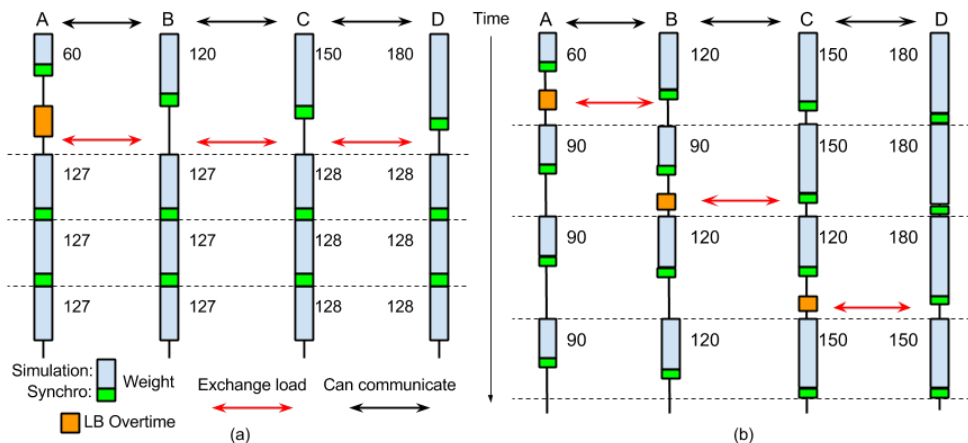 A B C D
60 120 150 180
127 127 128 128
127 127 128 128
127 127 128 128
Simulation:
Synchro:
Weight
Exchange load
Can communicate
LB Overtime
(a)
Time
A B C D
60 120 150 180
90 90 150 180
90 120 120 180
90 120 150 150
(b)